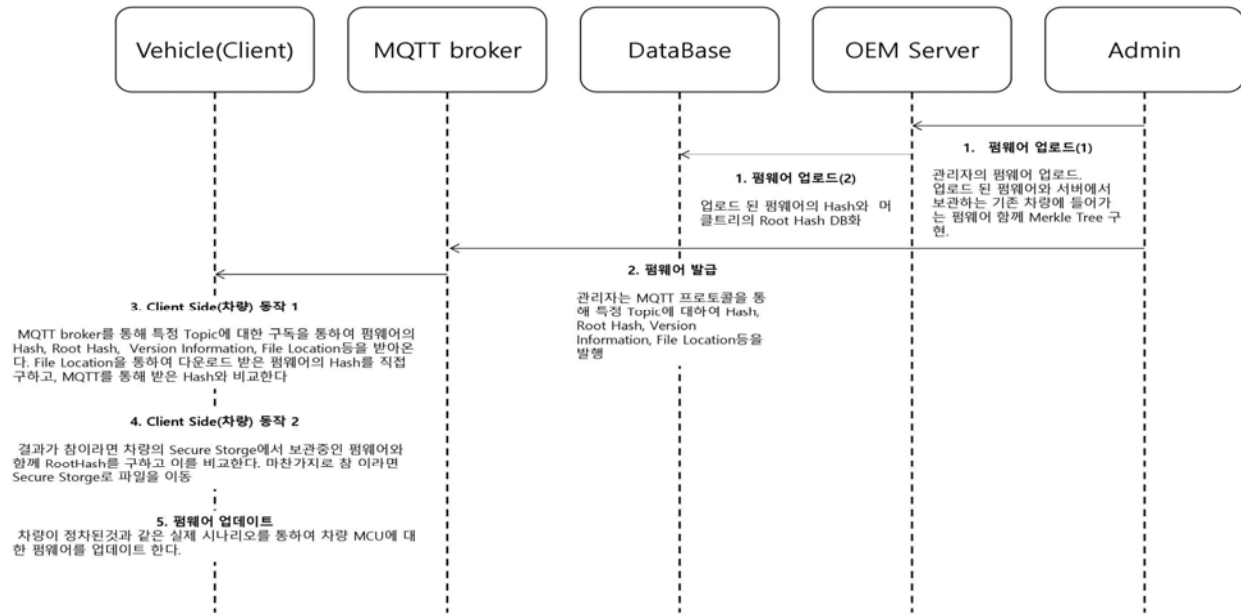 Vehicle(Client)
MQTT broker
DataBase
OEM Server
Admin
1. 펌웨어 업로드(1)
관리자의 펌웨어 업로드.
업로드 된 펌웨어와 서버에서
보관하는 기존 차량에 들어가
는 펌웨어 함께 Merkle Tree 구
현.
1. 펌웨어 업로드(2)
업로드 된 펌웨어의 Hash와 머
클트리의 Root Hash DB화
2. 펌웨어 발급
관리자는 MQTT 프로토콜을 통
해 특정 Topic에 대하여 Hash,
Root Hash, Version
Information, File Location등을
발행
3. Client Side(차량) 동작 1
MQTT broker를 통해 특정 Topic에 대한 구독을 통하여 펌웨어의
Hash, Root Hash, Version Information, File Location등을 받아온
다. File Location을 통하여 다운로드 받은 펌웨어의 Hash를 직접
구하고, MQTT를 통해 받은 Hash와 비교한다
4. Client Side(차량) 동작 2
결과가 참이라면 차량의 Secure Storge에서 보관중인 펌웨어와
함께 RootHash를 구하고 이를 비교한다. 마찬가지로 참 이라면
Secure Storge로 파일을 이동
5. 펌웨어 업데이트
차량이 정차된것과 같은 실제 시나리오를 통하여 차량 MCU에 대
한 펌웨어를 업데이트 한다.